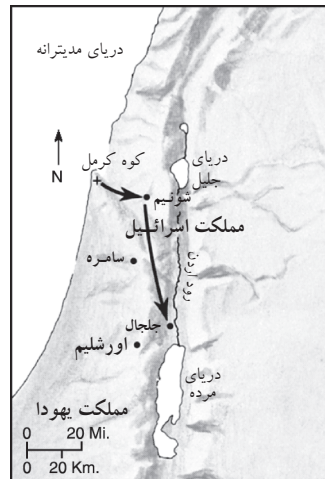 دریای مدیترانه
N
کوه کرمل
دریای
جلیل
شونیم
مملکت اسرائیل
سامره
رود اردن
جلجال
اورشلیم
دریای
مرده
مملکت یهودا
0 20 Mi.
0 20 Km.